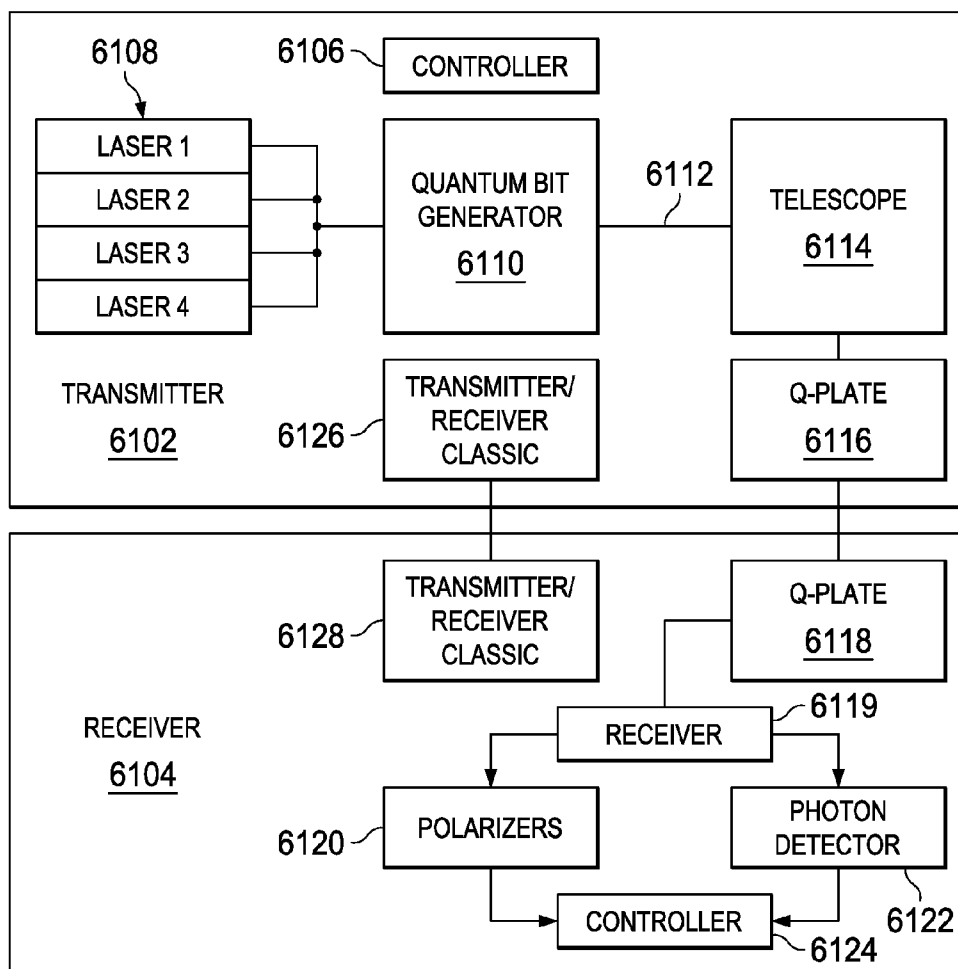 6108
6106
CONTROLLER
LASER 1
LASER 2
LASER 3
LASER 4
QUANTUM BIT
GENERATOR
6110
6112
TELESCOPE
6114
TRANSMITTER
6102
6126
TRANSMITTER/
RECEIVER
CLASSIC
Q-PLATE
6116
RECEIVER
6104
6128
TRANSMITTER/
RECEIVER
CLASSIC
Q-PLATE
6118
RECEIVER
6119
6120
POLARIZERS
PHOTON
DETECTOR
6122
CONTROLLER
6124